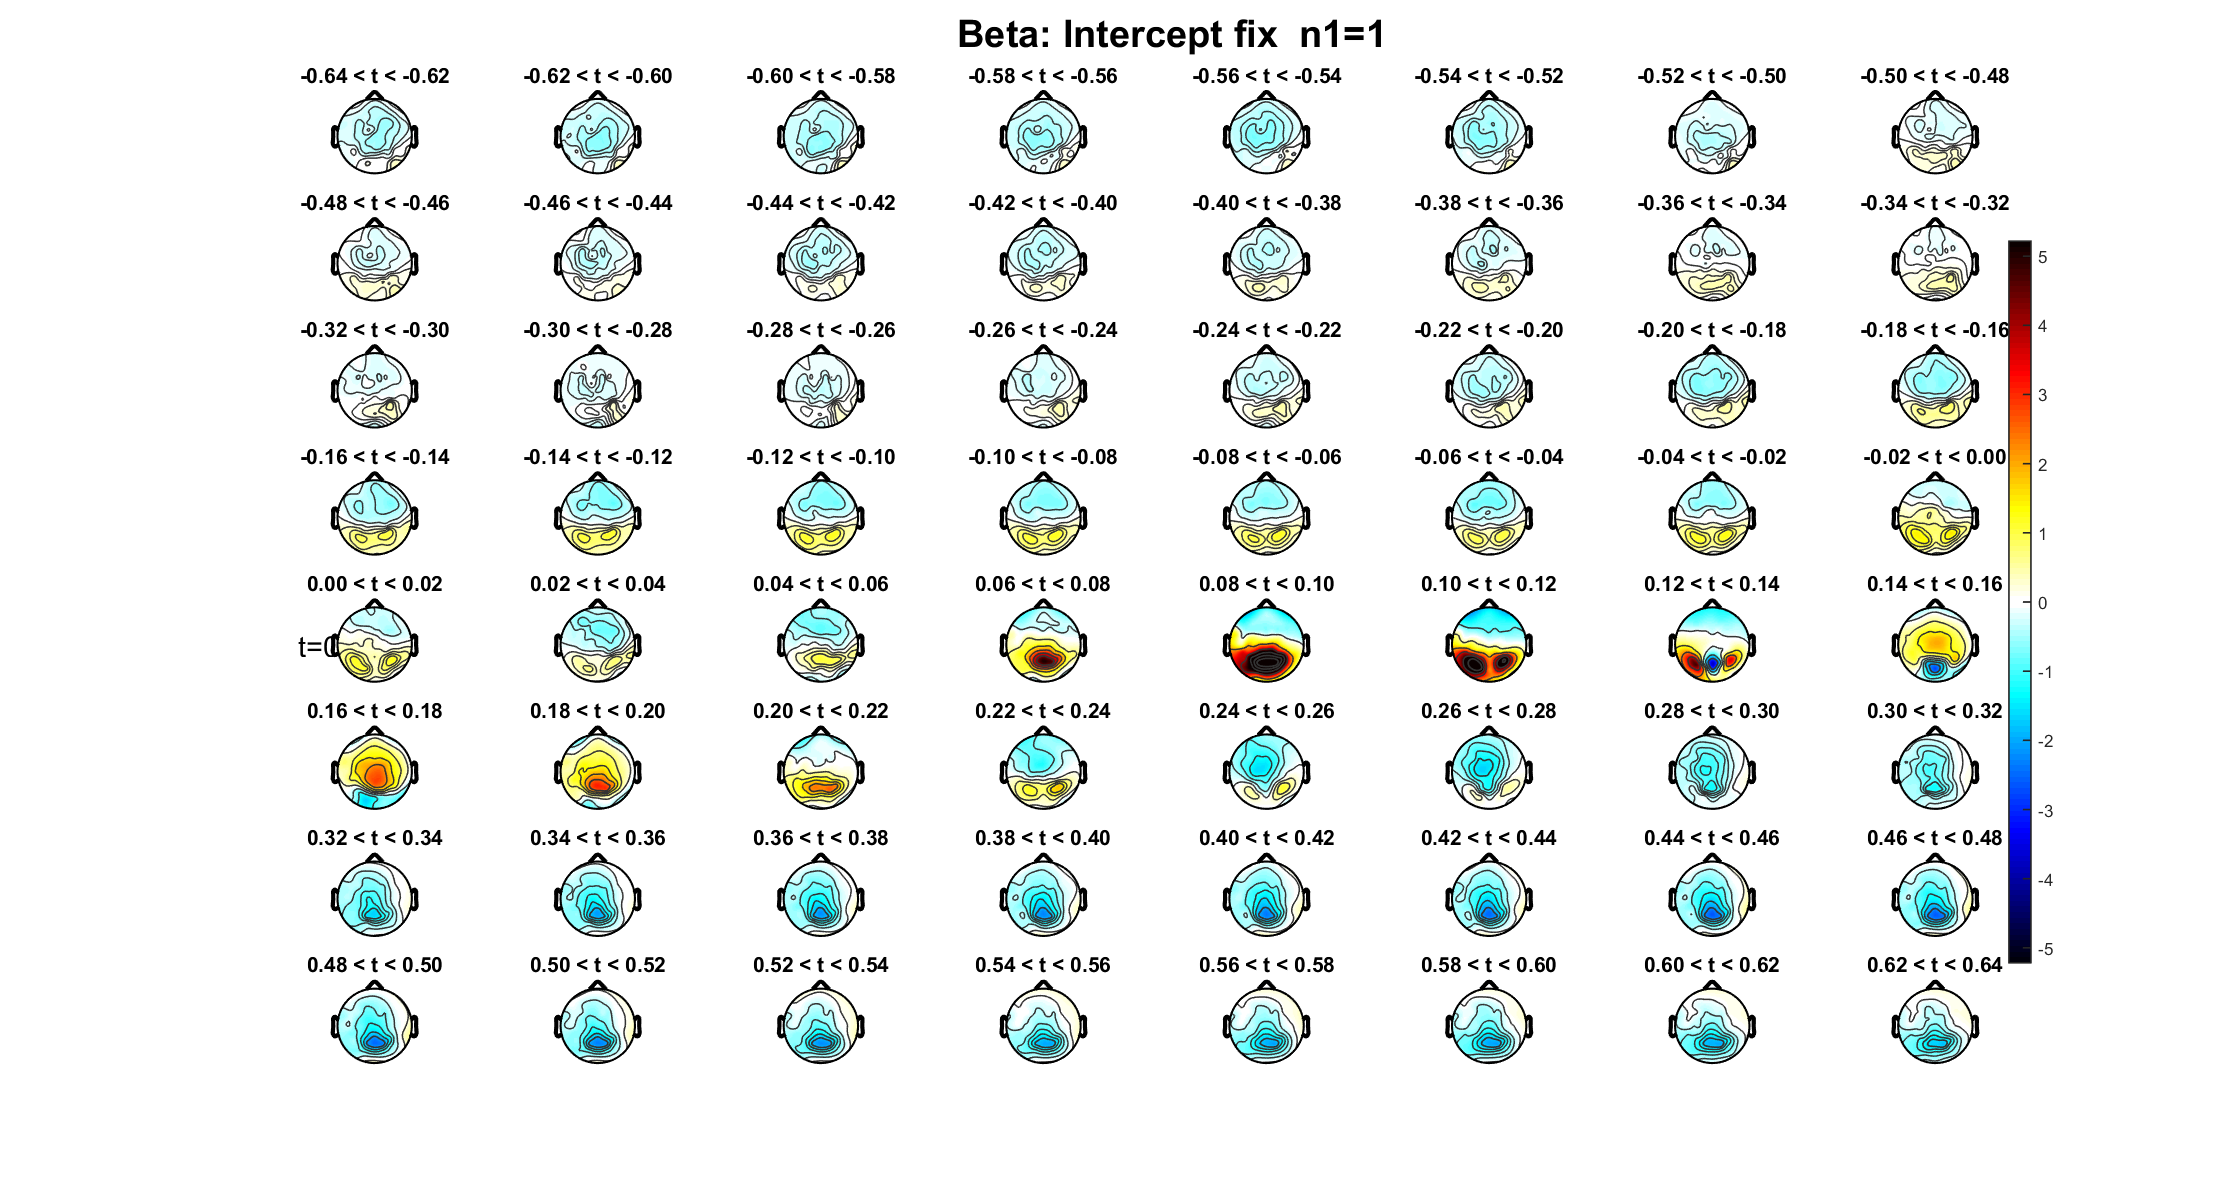 Beta: Intercept fix  n1=1
-0.64 < t < -0.62 -0.62 < t < -0.60 -0.60 < t < -0.58 -0.58 < t < -0.56 -0.56 < t < -0.54 -0.54 < t < -0.52 -0.52 < t < -0.50 -0.50 < t < -0.48
-0.48 < t < -0.46 -0.46 < t < -0.44 -0.44 < t < -0.42 -0.42 < t < -0.40 -0.40 < t < -0.38 -0.38 < t < -0.36 -0.36 < t < -0.34 -0.34 < t < -0.32
-0.32 < t < -0.30 -0.30 < t < -0.28 -0.28 < t < -0.26 -0.26 < t < -0.24 -0.24 < t < -0.22 -0.22 < t < -0.20 -0.20 < t < -0.18 -0.18 < t < -0.16
-0.16 < t < -0.14 -0.14 < t < -0.12 -0.12 < t < -0.10 -0.10 < t < -0.08 -0.08 < t < -0.06 -0.06 < t < -0.04 -0.04 < t < -0.02 -0.02 < t < 0.00
0.00 < t < 0.02 0.02 < t < 0.04 0.04 < t < 0.06 0.06 < t < 0.08 0.08 < t < 0.10 0.10 < t < 0.12 0.12 < t < 0.14 0.14 < t < 0.16
t=0
0.16 < t < 0.18 0.18 < t < 0.20 0.20 < t < 0.22 0.22 < t < 0.24 0.24 < t < 0.26 0.26 < t < 0.28 0.28 < t < 0.30 0.30 < t < 0.32
0.32 < t < 0.34 0.34 < t < 0.36 0.36 < t < 0.38 0.38 < t < 0.40 0.40 < t < 0.42 0.42 < t < 0.44 0.44 < t < 0.46 0.46 < t < 0.48
0.48 < t < 0.50 0.50 < t < 0.52 0.52 < t < 0.54 0.54 < t < 0.56 0.56 < t < 0.58 0.58 < t < 0.60 0.60 < t < 0.62 0.62 < t < 0.64
5
4
3
2
1
0
-1
-2
-3
-4
-5